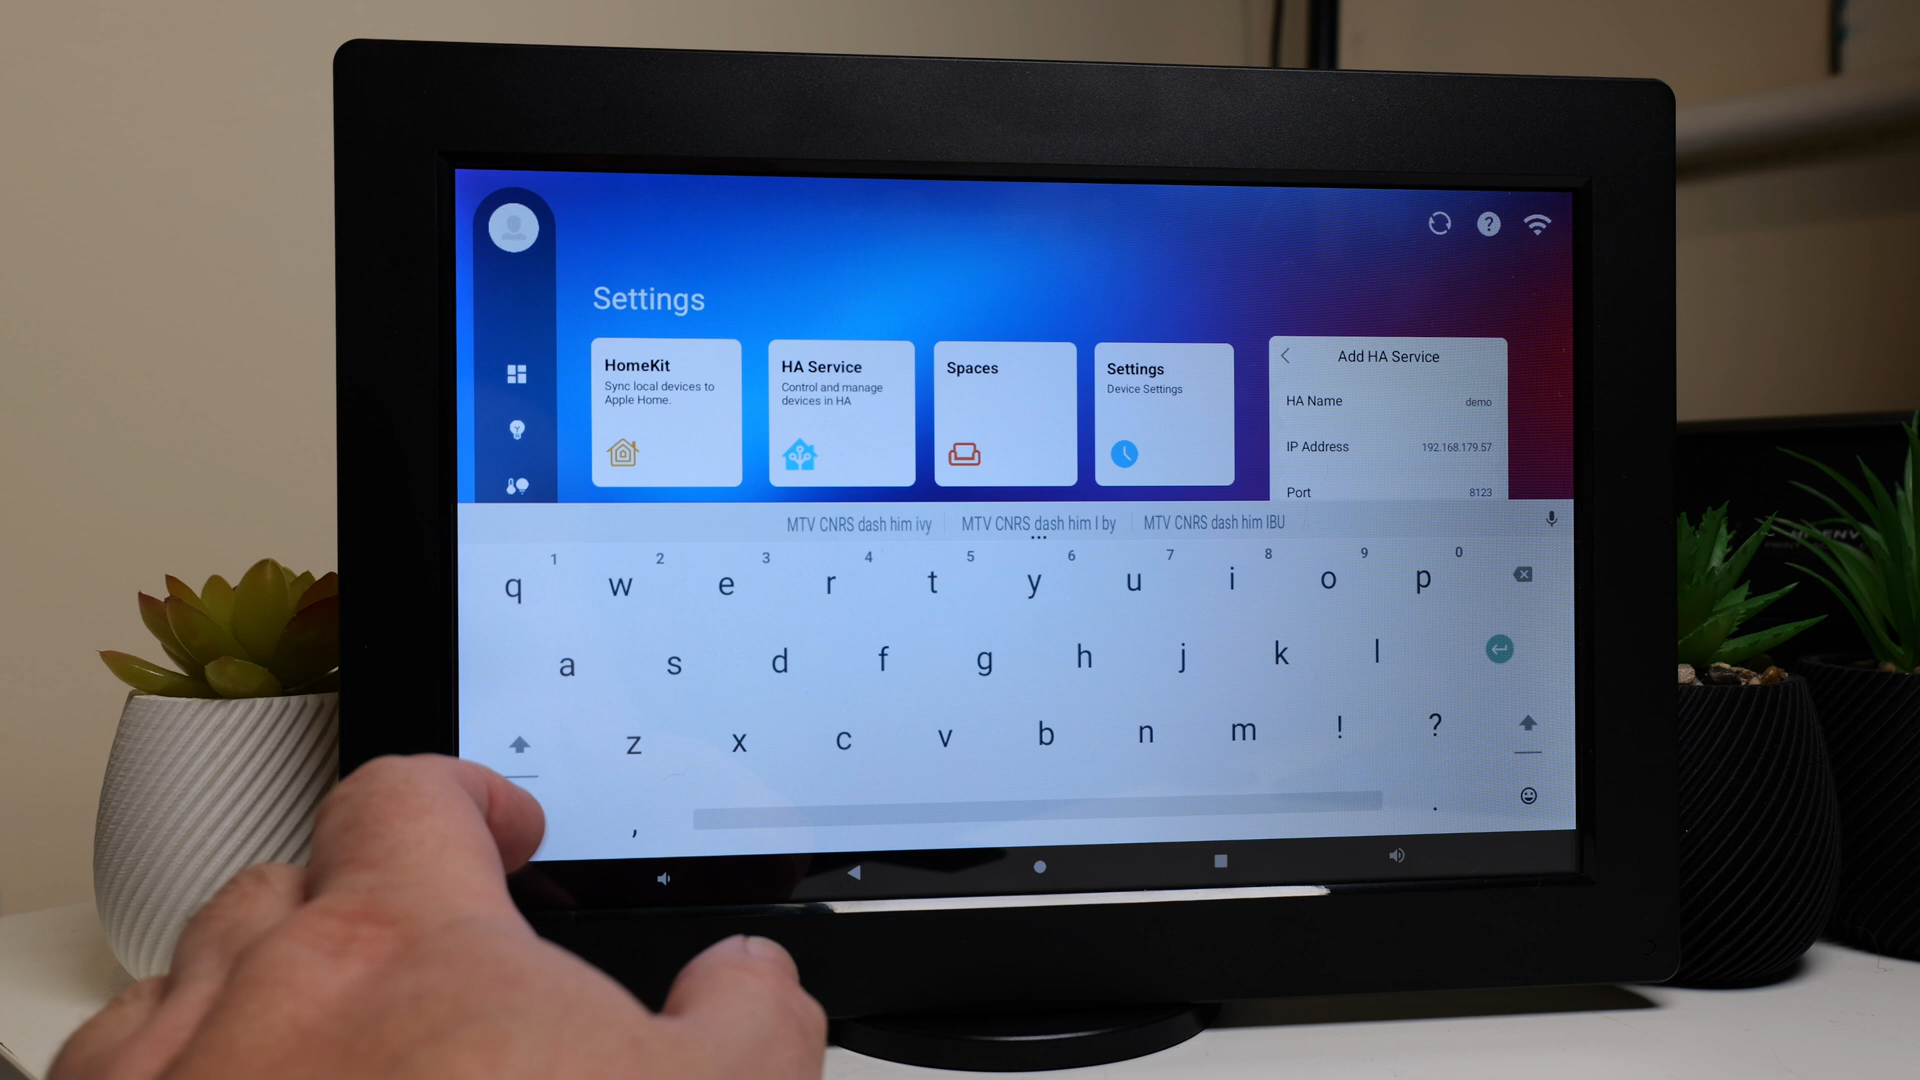 Settings
HomeKit
Sync local devices to
Apple Home.
HA Service
Control and manage
devices in HA
Spaces
Settings
Device Settings
Add HA Service
HA Name demo
IP Address 192.168.179.57
Port 8123
MTV CNRS dash him ivy MTV CNRS dash him I by MTV CNRS dash him IBU
1 2 3 4 5 6 7 8 9 0
q w e r t y u i o p
a s d f g h j k l
z x c v b n m ! ?
, .